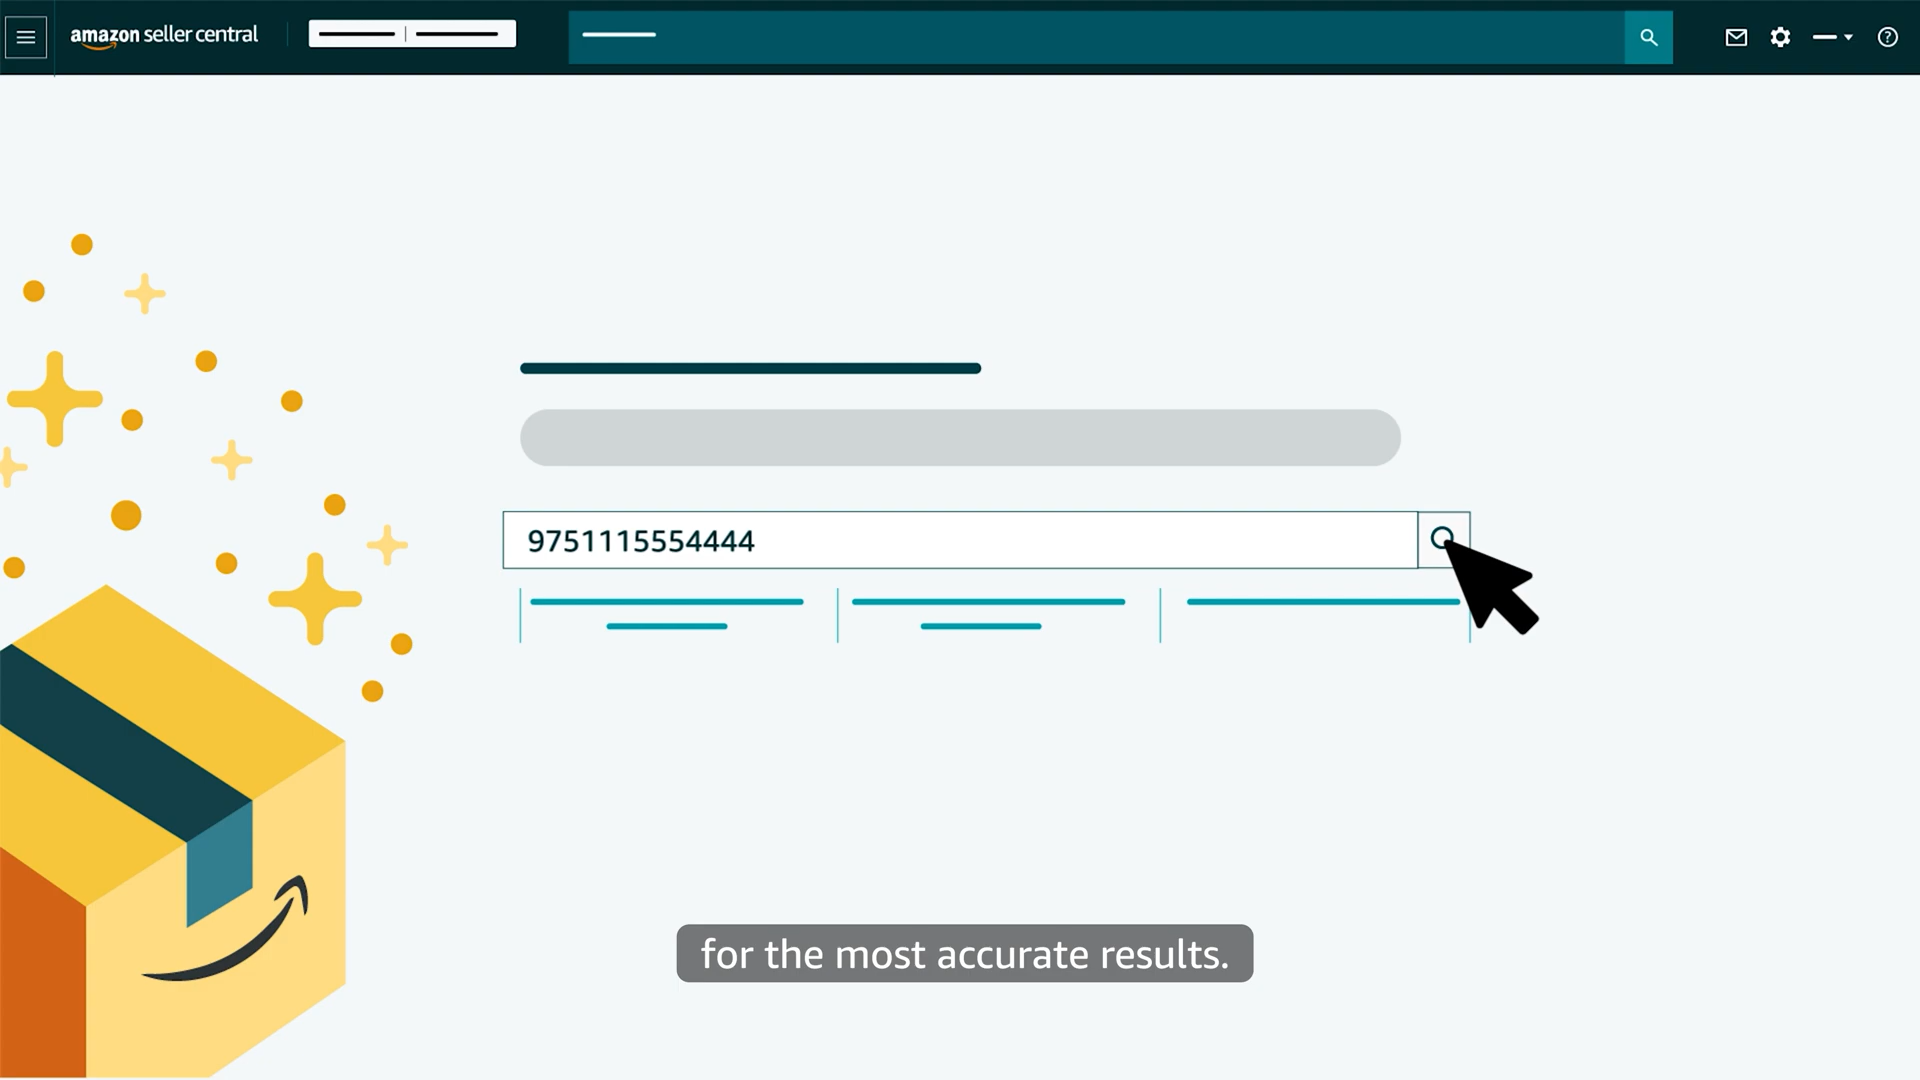 amazon seller central
9751115554444
for the most accurate results.